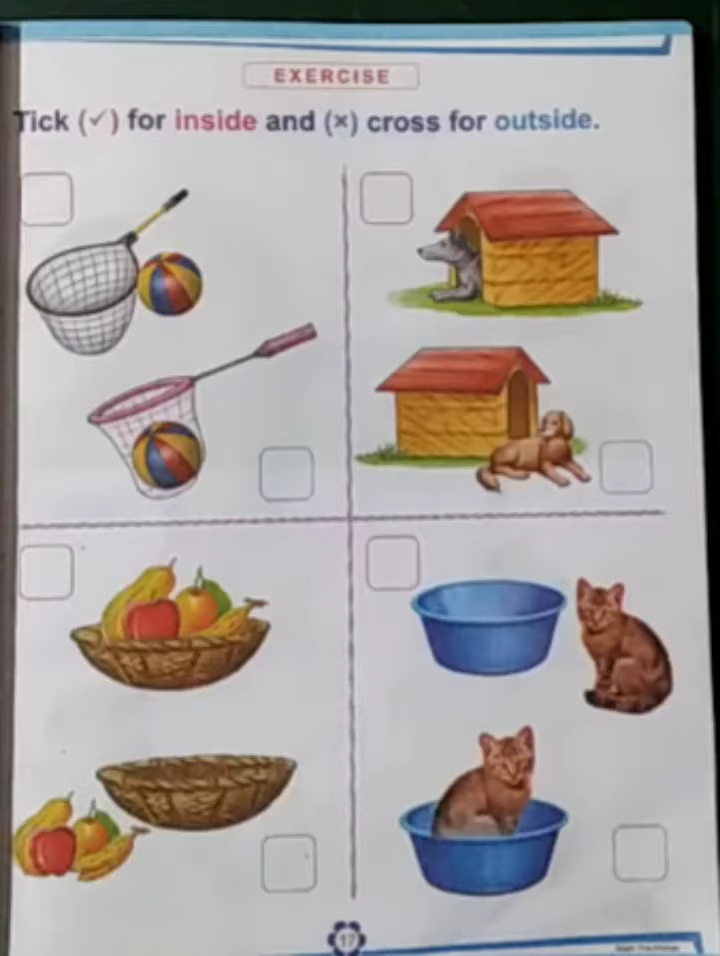 EXERCISE
Tick (✓) for inside and (×) cross for outside.
17